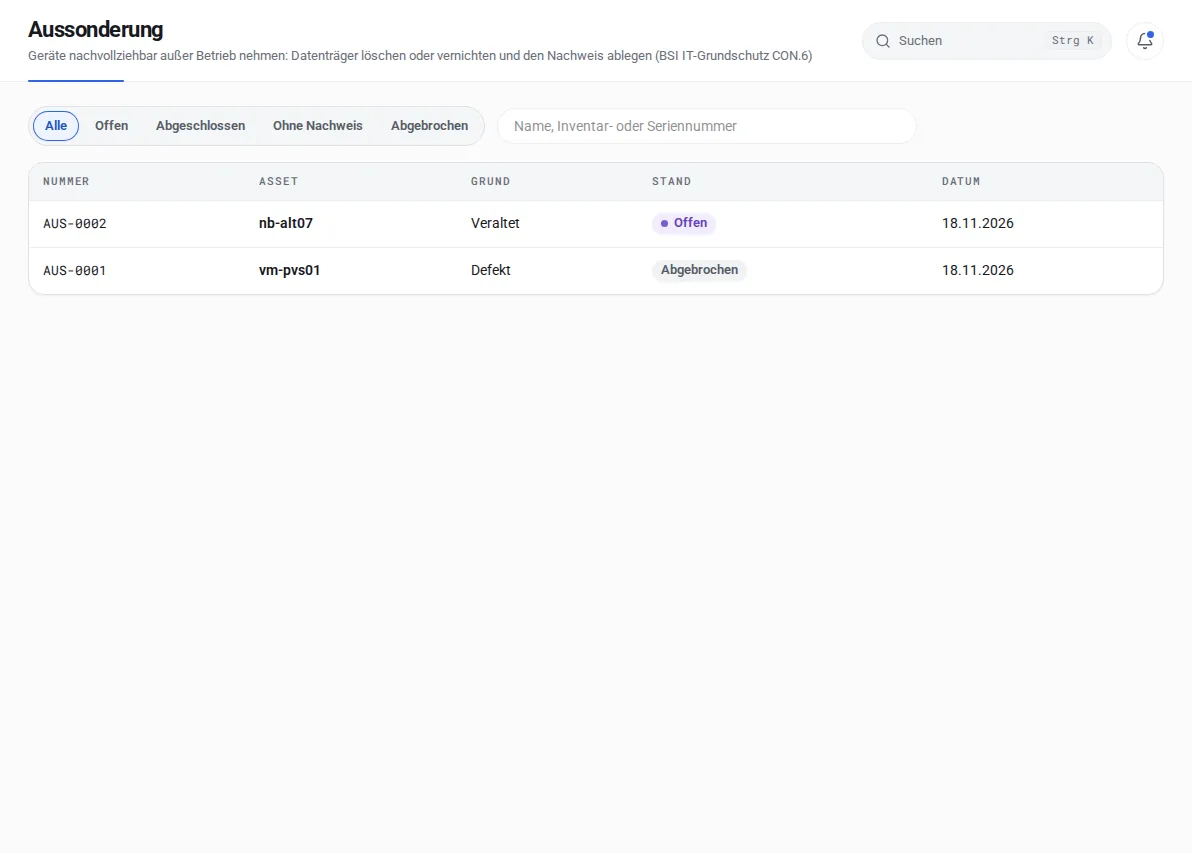 Aussonderung
Geräte nachvollziehbar außer Betrieb nehmen: Datenträger löschen oder vernichten und den Nachweis ablegen (BSI IT-Grundschutz CON.6)
Suchen Strg K
Alle Offen Abgeschlossen Ohne Nachweis Abgebrochen Name, Inventar- oder Seriennummer
NUMMER ASSET GRUND STAND DATUM
AUS-0002 nb-alt07 Veraltet Offen 18.11.2026
AUS-0001 vm-pvs01 Defekt Abgebrochen 18.11.2026